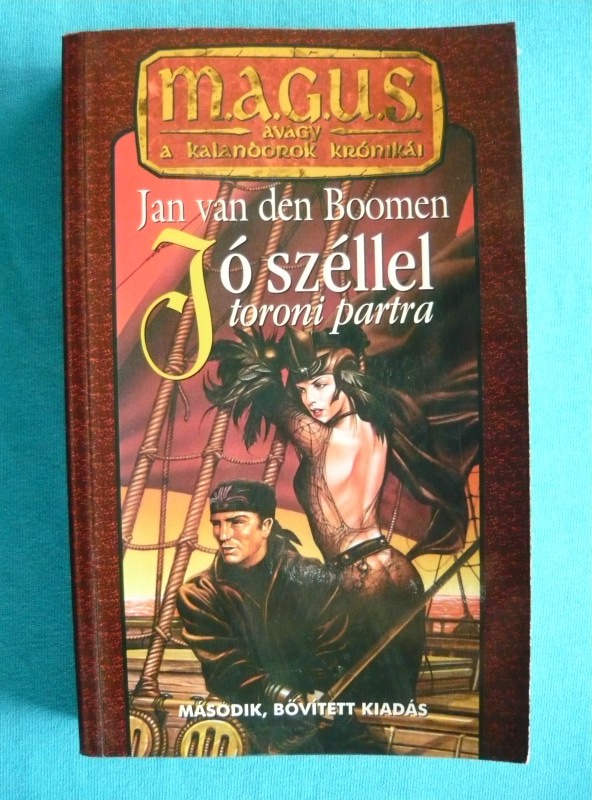 M.A.G.U.S.
AVAGY
A KALANDOROK KRÓNIKÁI
Jan van den Boomen
Jó széllel
toroni partra
MÁSODIK, BŐVÍTETT KIADÁS